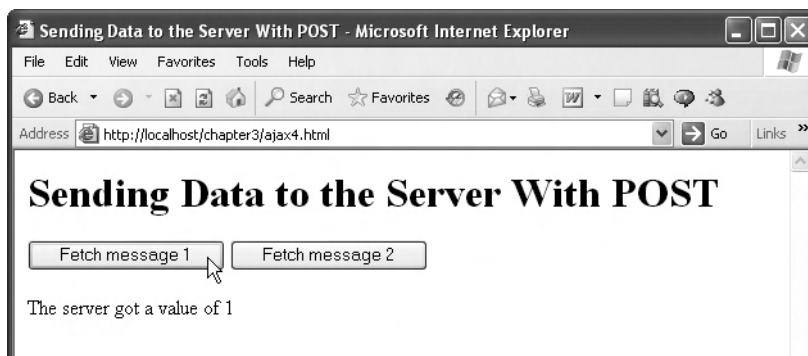 Sending Data to the Server With POST - Microsoft Internet Explorer
File Edit View Favorites Tools Help
Back Search Favorites
Address http://localhost/chapter3/ajax4.html Go Links »
Sending Data to the Server With POST
Fetch message 1 Fetch message 2
The server got a value of 1